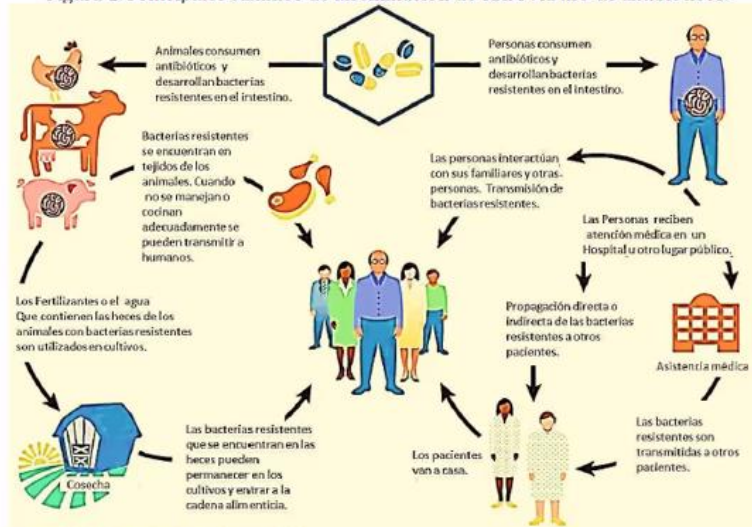 Animales consumen
antibióticos y
desarrollan bacterias
resistentes en el intestino.
Personas consumen
antibióticos y
desarrollan bacterias
resistentes en el intestino.
Bacterias resistentes
se encuentran en
tejidos de los
animales. Cuando
no se manejan o
cocinan
adecuadamente se
pueden transmitir a
humanos.
Las personas interactúan
con sus familiares y otras
personas. Transmisión de
bacterias resistentes.
Las Personas reciben
atención médica en un
Hospital u otro lugar público.
Los Fertilizantes o el agua
Que contienen las heces de los
animales con bacterias resistentes
son utilizados en cultivos.
Propagación directa o
indirecta de las bacterias
resistentes a otros
pacientes.
Asistencia médica
Cosecha
Las bacterias resistentes
que se encuentran en las
heces pueden
permanecer en los
cultivos y entrar a la
cadena alimenticia.
Los pacientes
van a casa.
Las bacterias
resistentes son
transmitidas a otros
pacientes.